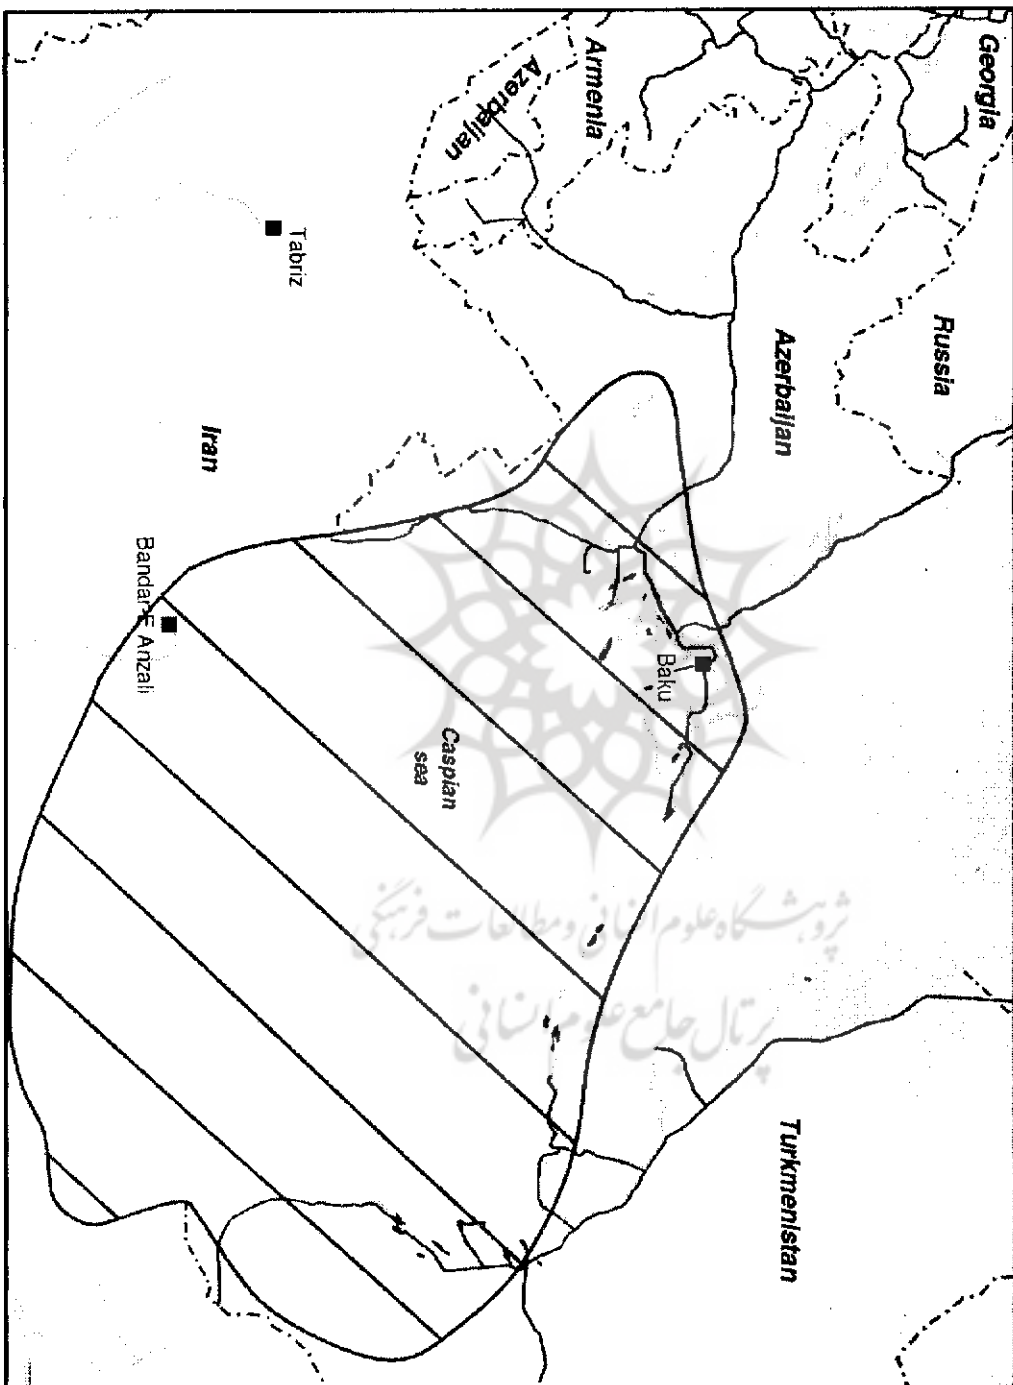 Georgia
Russia
Armenia
Azerbaijan
Azerbaijan
Turkmenistan
Tabriz
Iran
Baku
Caspian
sea
Bandar-E Anzali
پژوهشگاه علوم انسانی و مطالعات فرهنگی
پرتال جامع علوم انسانی